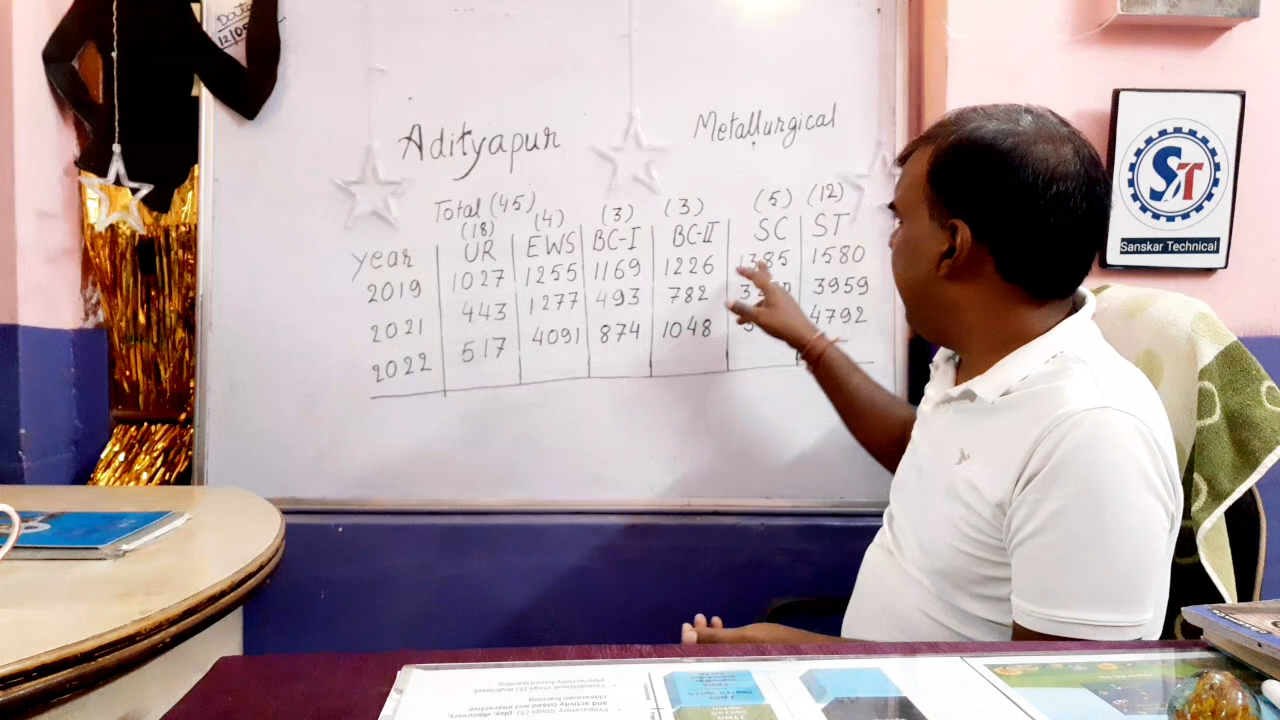 Adityapur Metallurgical
Total (45)
(18) (4) (3) (3) (5) (12)
year UR EWS BC-I BC-II SC ST
2019 1027 1255 1169 1226 1385 1580
2021 443 1277 493 782 3959
2022 517 4091 874 1048 4792
ST
Sanskar Technical